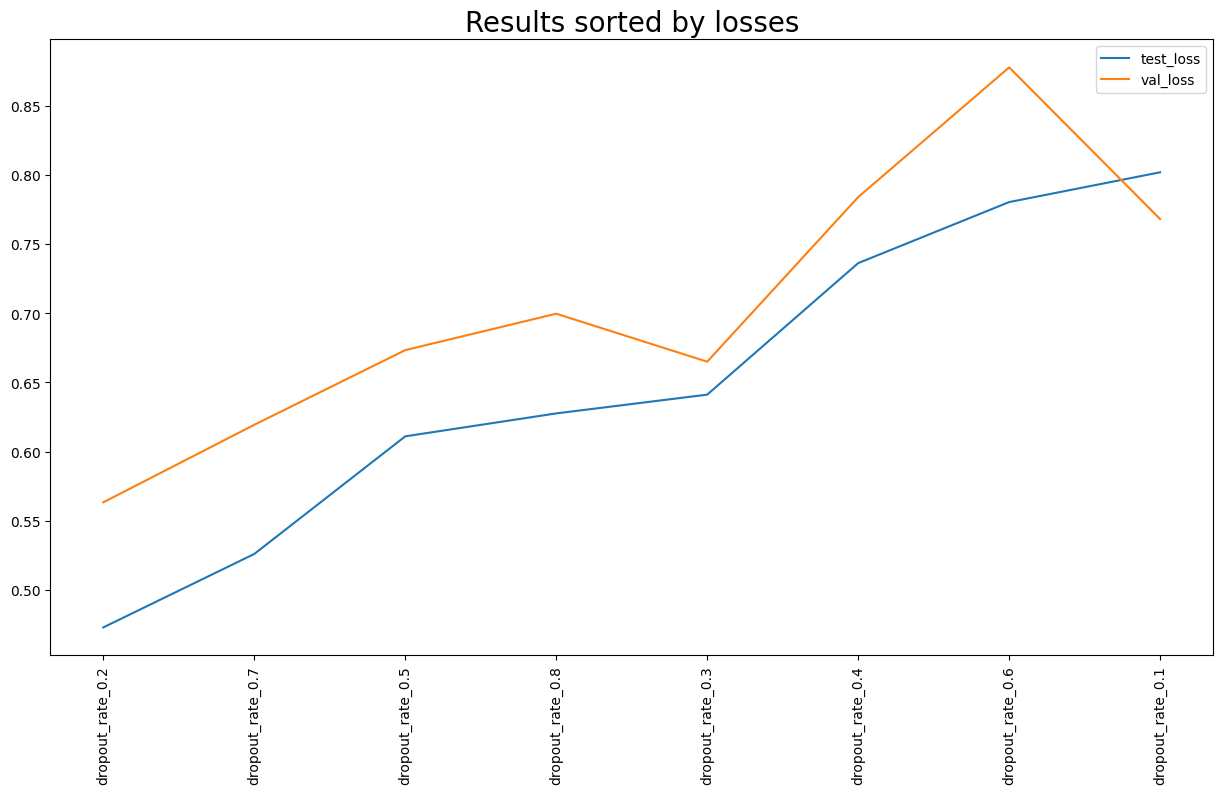 Results sorted by losses
test_loss
val_loss
0.85
0.80
0.75
0.70
0.65
0.60
0.55
0.50
dropout_rate_0.2
dropout_rate_0.7
dropout_rate_0.5
dropout_rate_0.8
dropout_rate_0.3
dropout_rate_0.4
dropout_rate_0.6
dropout_rate_0.1